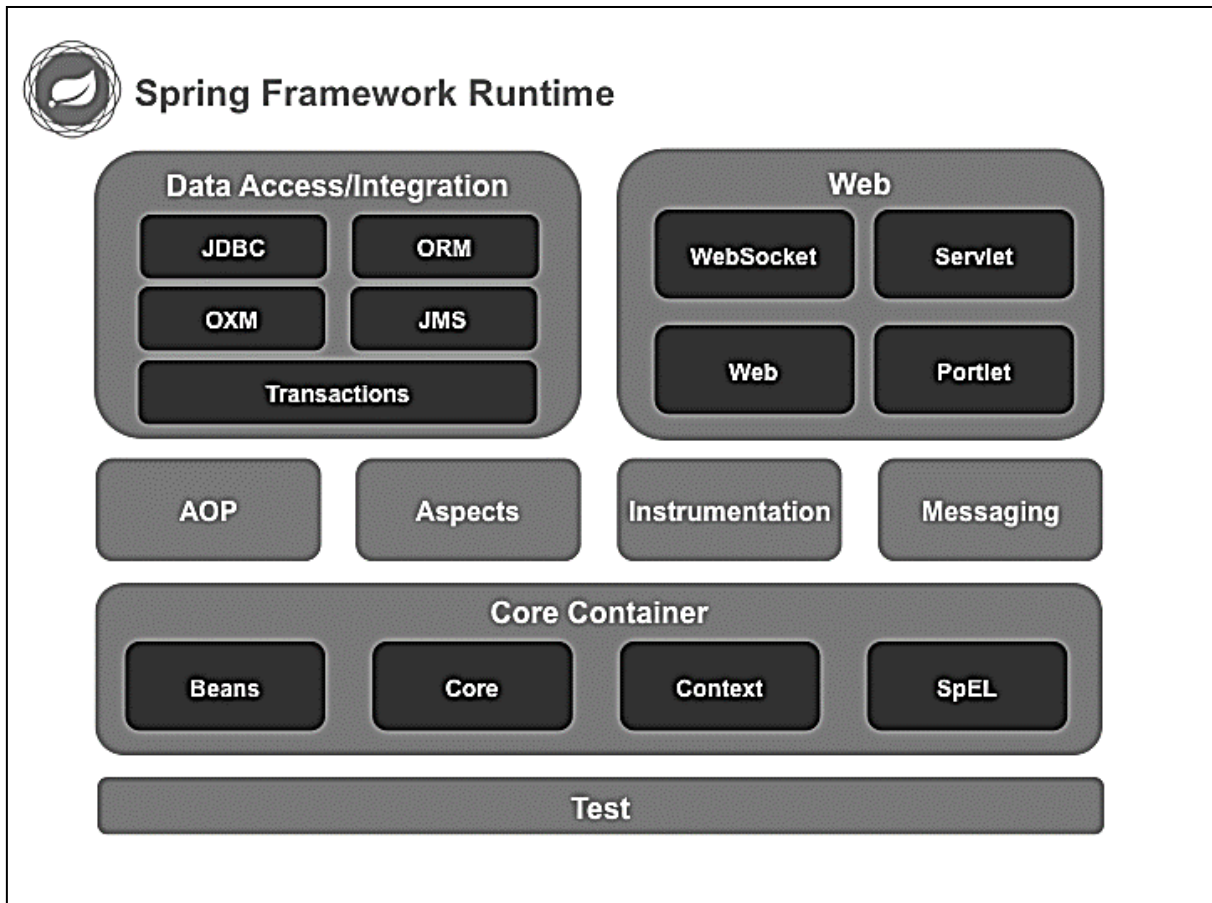 Spring Framework Runtime
Data Access/Integration
JDBC
ORM
OXM
JMS
Transactions
Web
WebSocket
Servlet
Web
Portlet
AOP
Aspects
Instrumentation
Messaging
Core Container
Beans
Core
Context
SpEL
Test